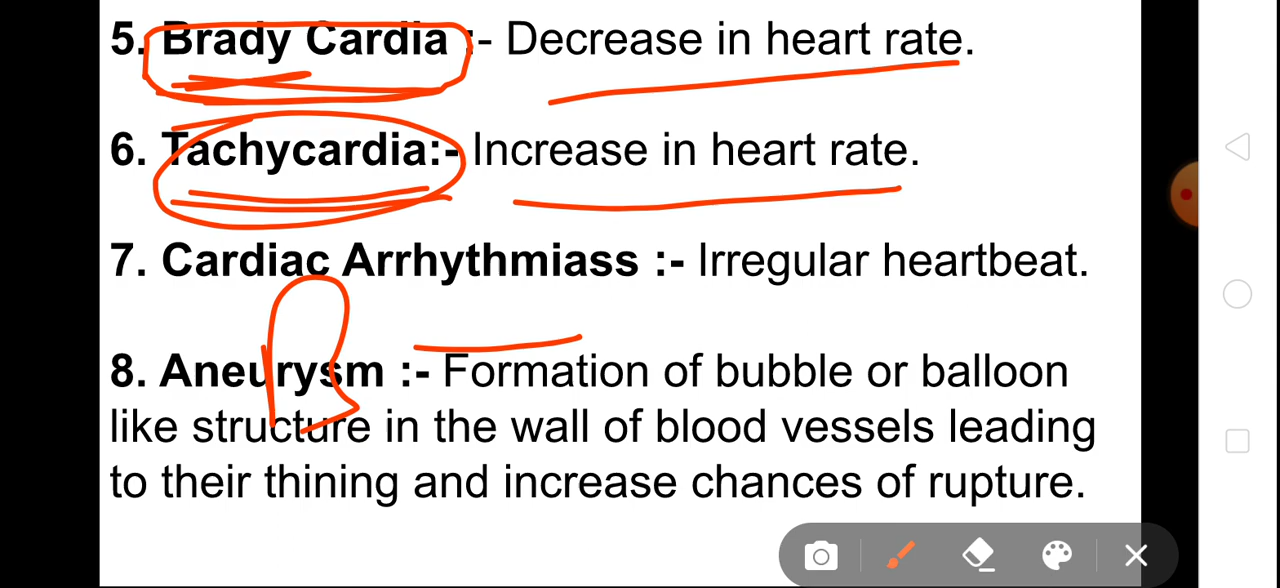 5. Brady Cardia :- Decrease in heart rate.
6. Tachycardia:- Increase in heart rate.
7. Cardiac Arrhythmiass :- Irregular heartbeat.
8. Aneurysm :- Formation of bubble or balloon
like structure in the wall of blood vessels leading
to their thining and increase chances of rupture.